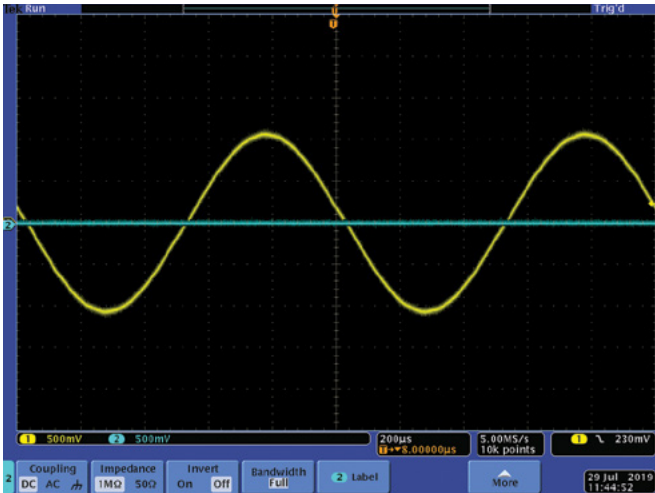 Tek Run Trig'd
T
2
1 500mV 2 500mV 200µs 5.00MS/s 1 230mV
T→▼8.00000µs 10k points
2 Coupling Impedance Invert Bandwidth 2 Label More 29 Jul 2019
DC AC 1MΩ 50Ω On Off Full 11:44:52